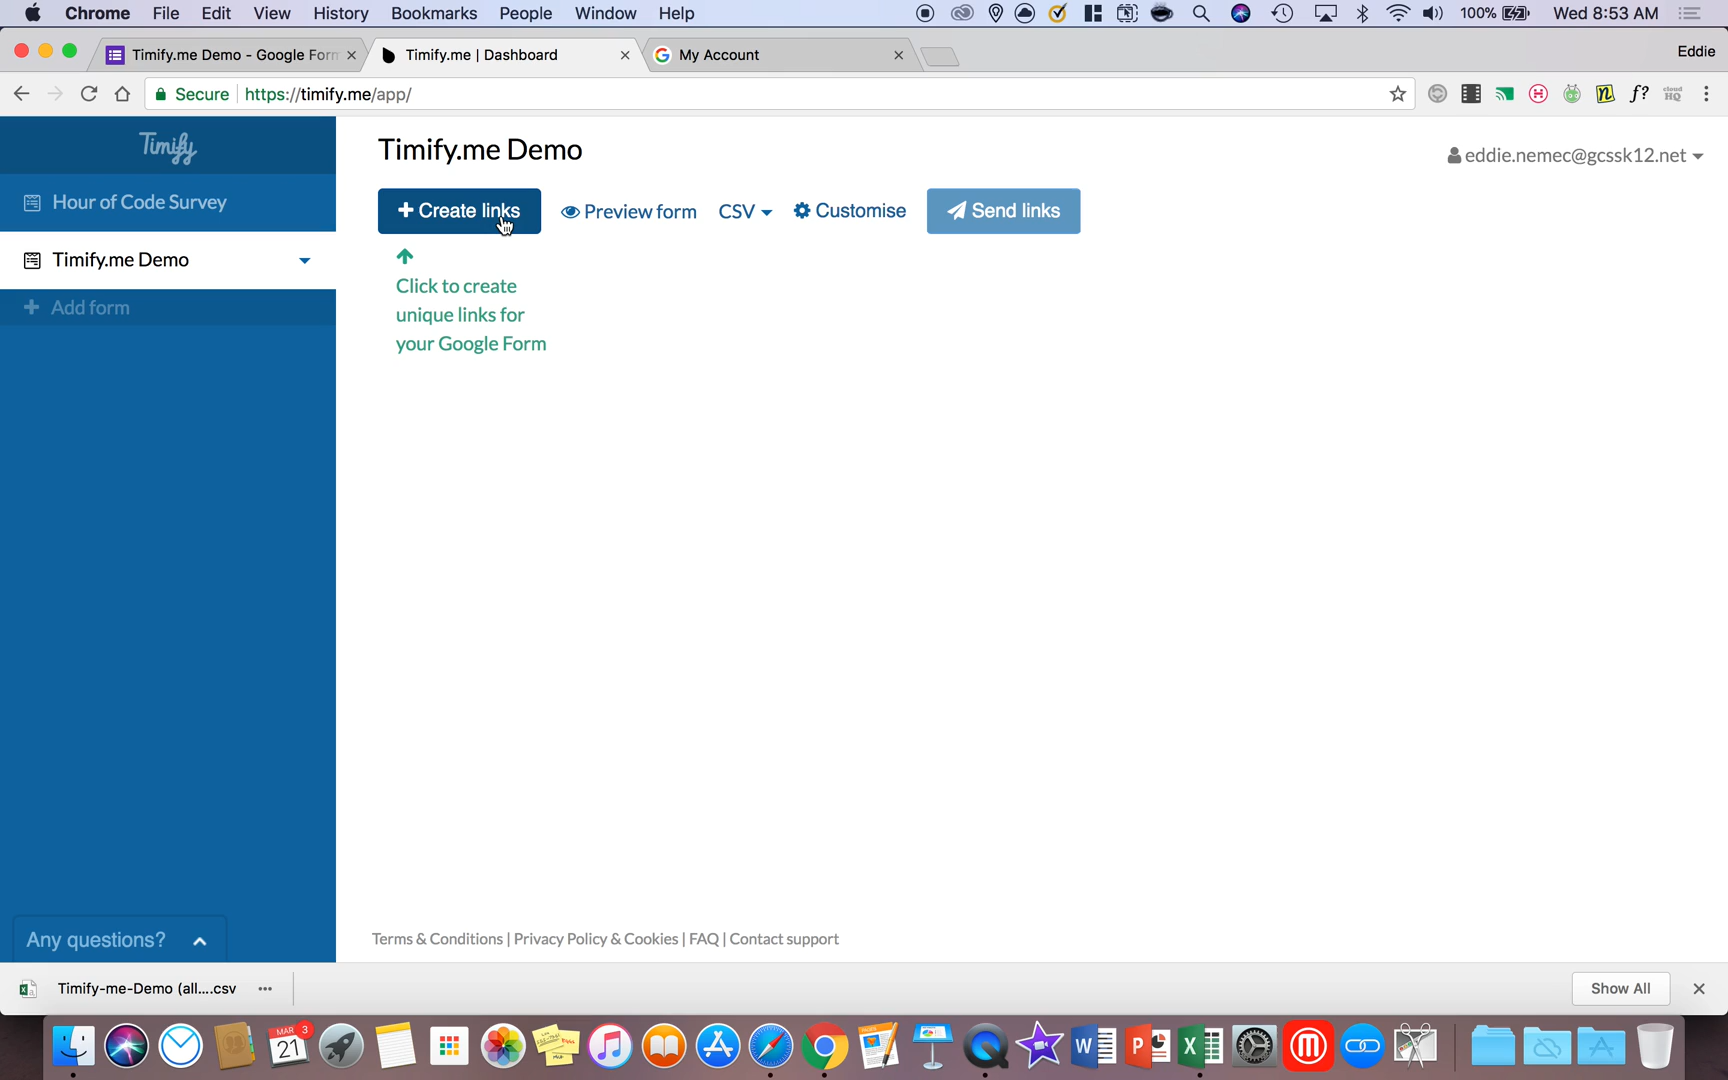 Chrome File Edit View History Bookmarks People Window Help 100% Wed 8:53 AM
Timify.me Demo - Google Form Timify.me | Dashboard My Account Eddie
Secure https://timify.me/app/ f? cloud HQ
Timify
Timify.me Demo
eddie.nemec@gcssk12.net
Hour of Code Survey
+ Create links Preview form CSV Customise Send links
Timify.me Demo
Click to create
unique links for
your Google Form
+ Add form
Any questions?
Terms & Conditions | Privacy Policy & Cookies | FAQ | Contact support
Timify-me-Demo (all....csv Show All
MAR 21 3